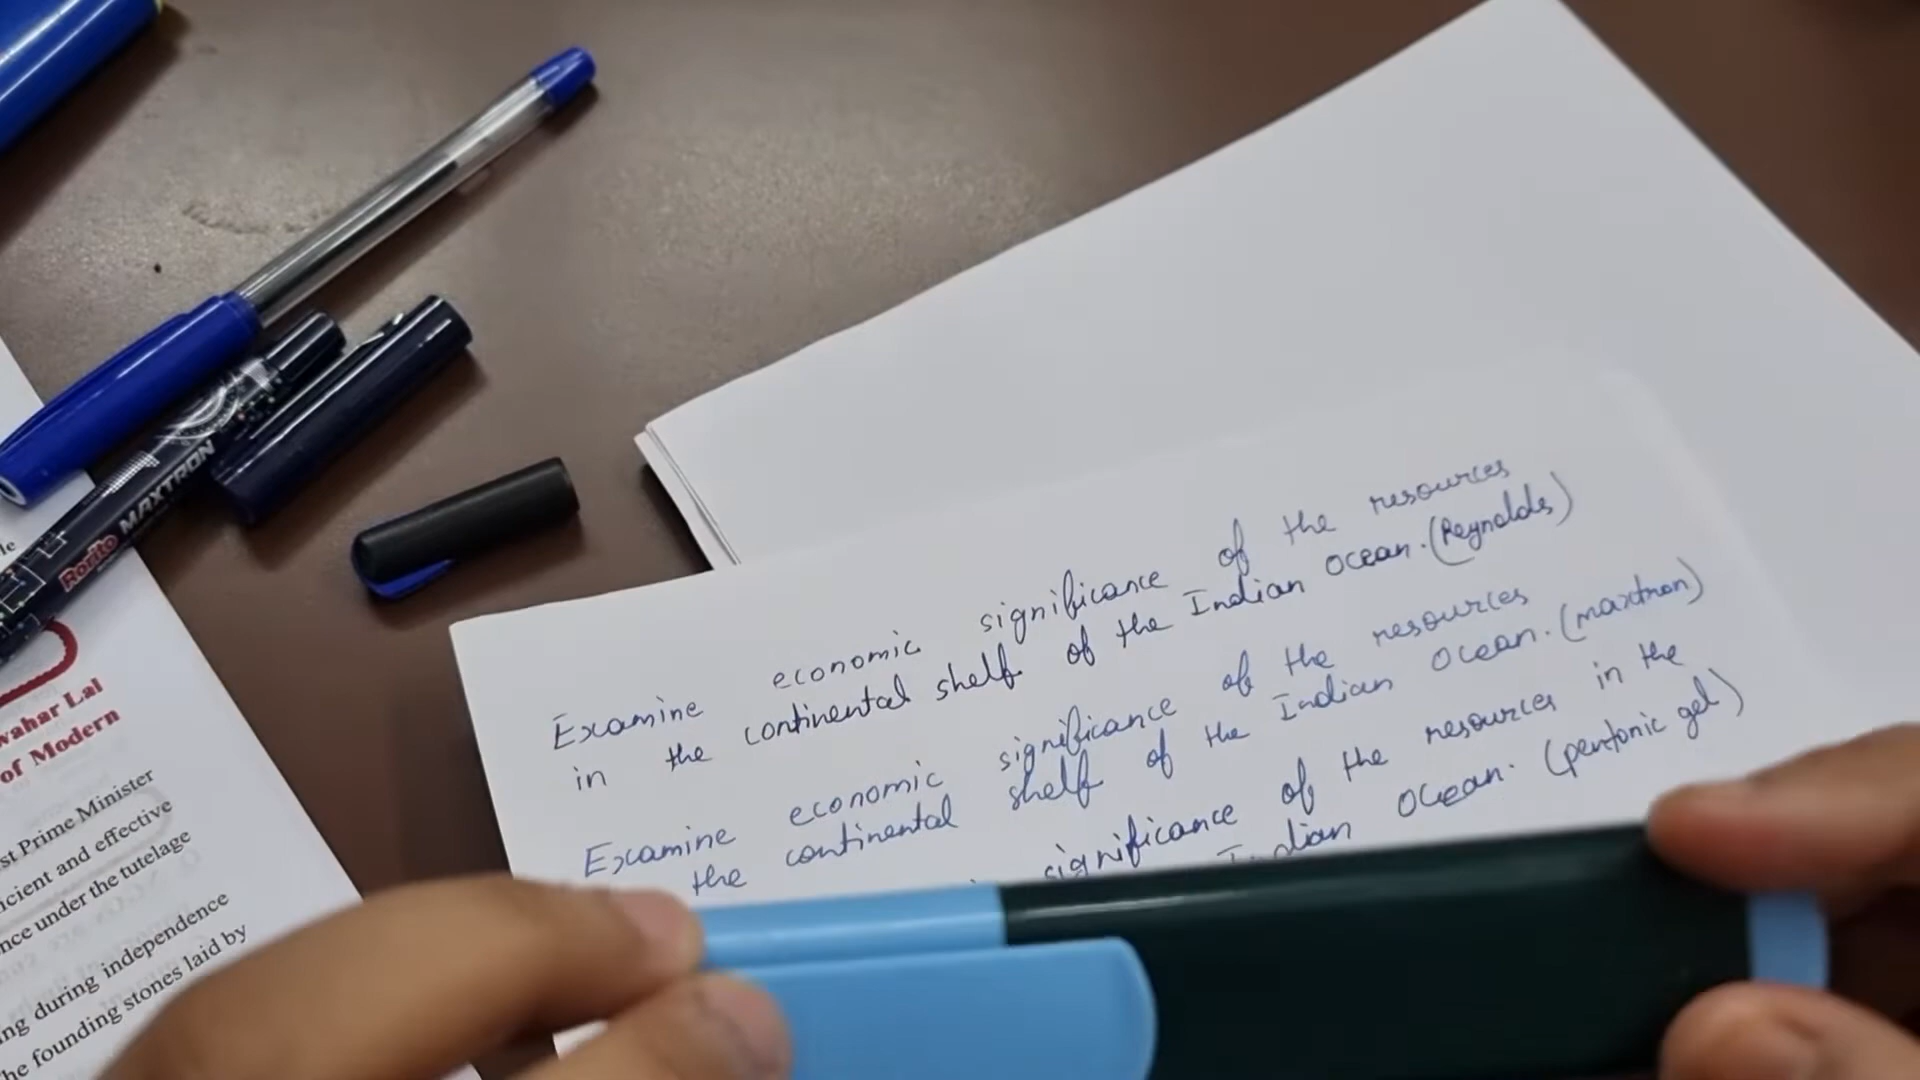 Rorito MAXTRON
wahar Lal
of Modern
st Prime Minister
icient and effective
nce under the tutelage
ng during independence
he founding stones laid by
Examine economic significance of the resources
in the continental shelf of the Indian Ocean. (Reynolds)
Examine economic significance of the resources
the continental shelf of the Indian Ocean. (maxtron)
significance of the resources in the
Indian Ocean. (pentonic gel)